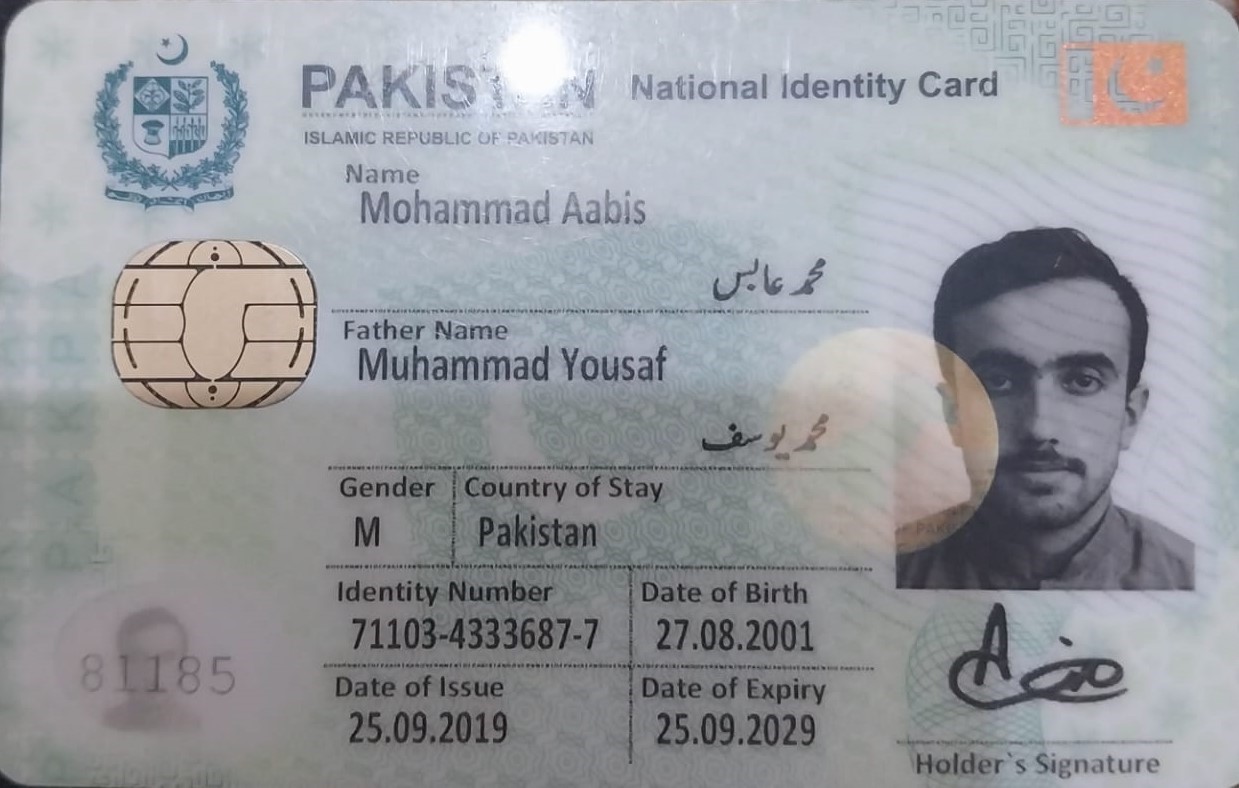 PAKISTAN National Identity Card
ISLAMIC REPUBLIC OF PAKISTAN
Name
Mohammad Aabis
محمد عابس
Father Name
Muhammad Yousaf
محمد یوسف
Gender Country of Stay
M Pakistan
Identity Number Date of Birth
71103-4333687-7 27.08.2001
81185
Date of Issue Date of Expiry
25.09.2019 25.09.2029
Holder`s Signature